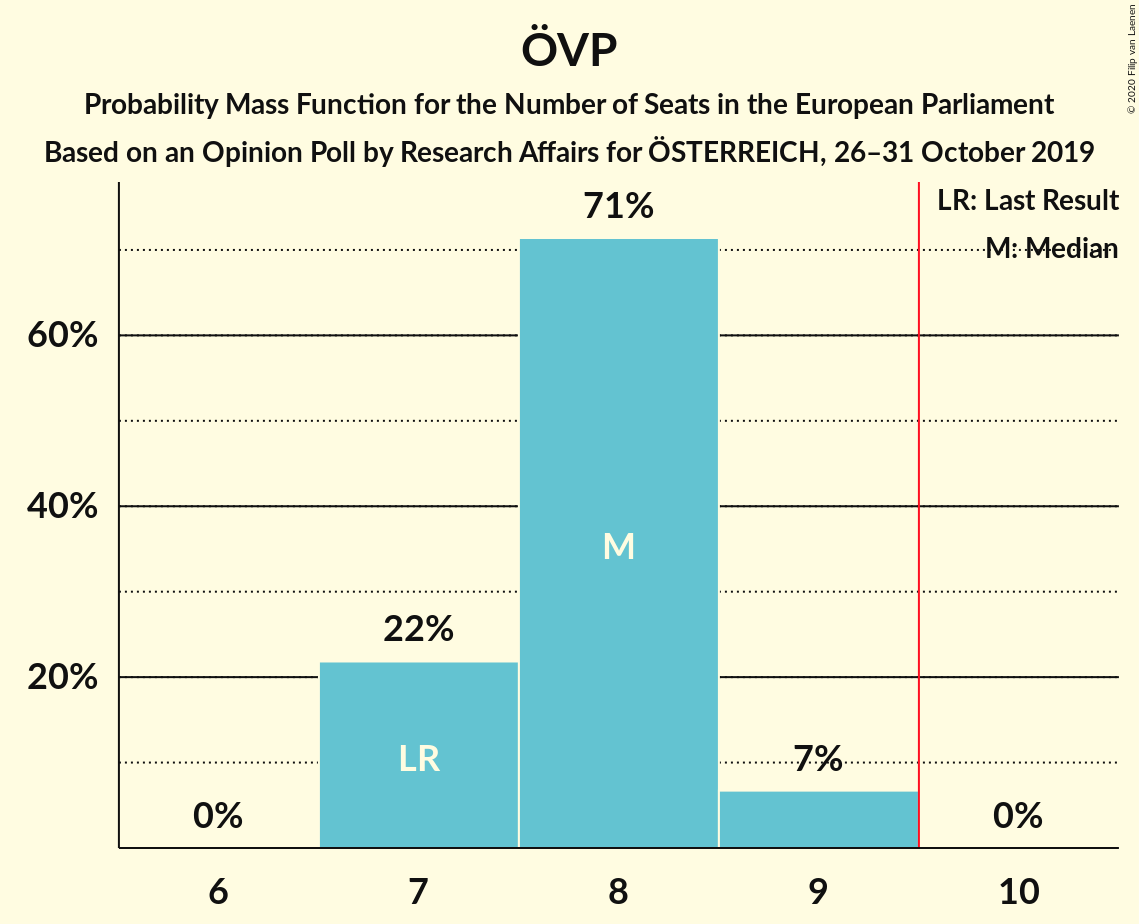 ÖVP
Probability Mass Function for the Number of Seats in the European Parliament
Based on an Opinion Poll by Research Affairs for ÖSTERREICH, 26–31 October 2019
© 2020 Filip van Laenen
LR: Last Result
M: Median
71%
60%
40%
M
22%
20%
LR
7%
0%
0%
6
7
8
9
10